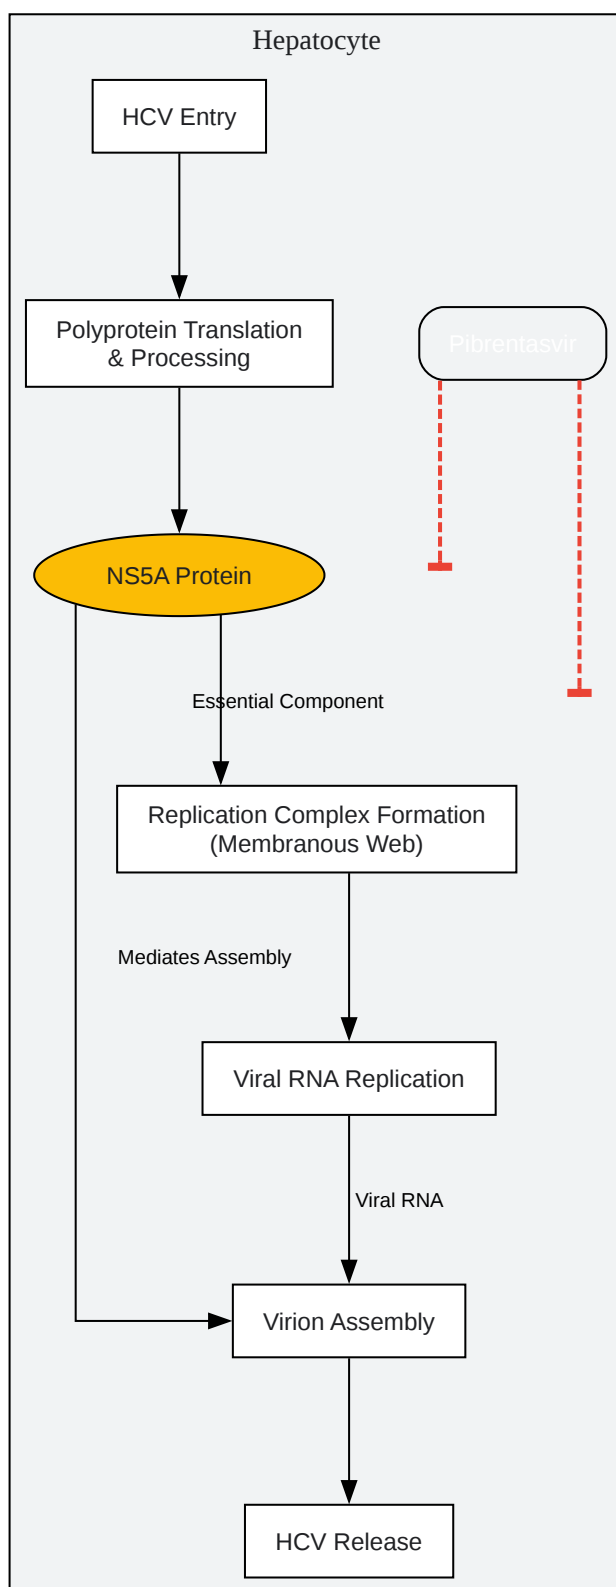 Hepatocyte
HCV Entry
Polyprotein Translation
& Processing
Pibrentasvir
NS5A Protein
Essential Component
Replication Complex Formation
(Membranous Web)
Mediates Assembly
Viral RNA Replication
Viral RNA
Virion Assembly
HCV Release